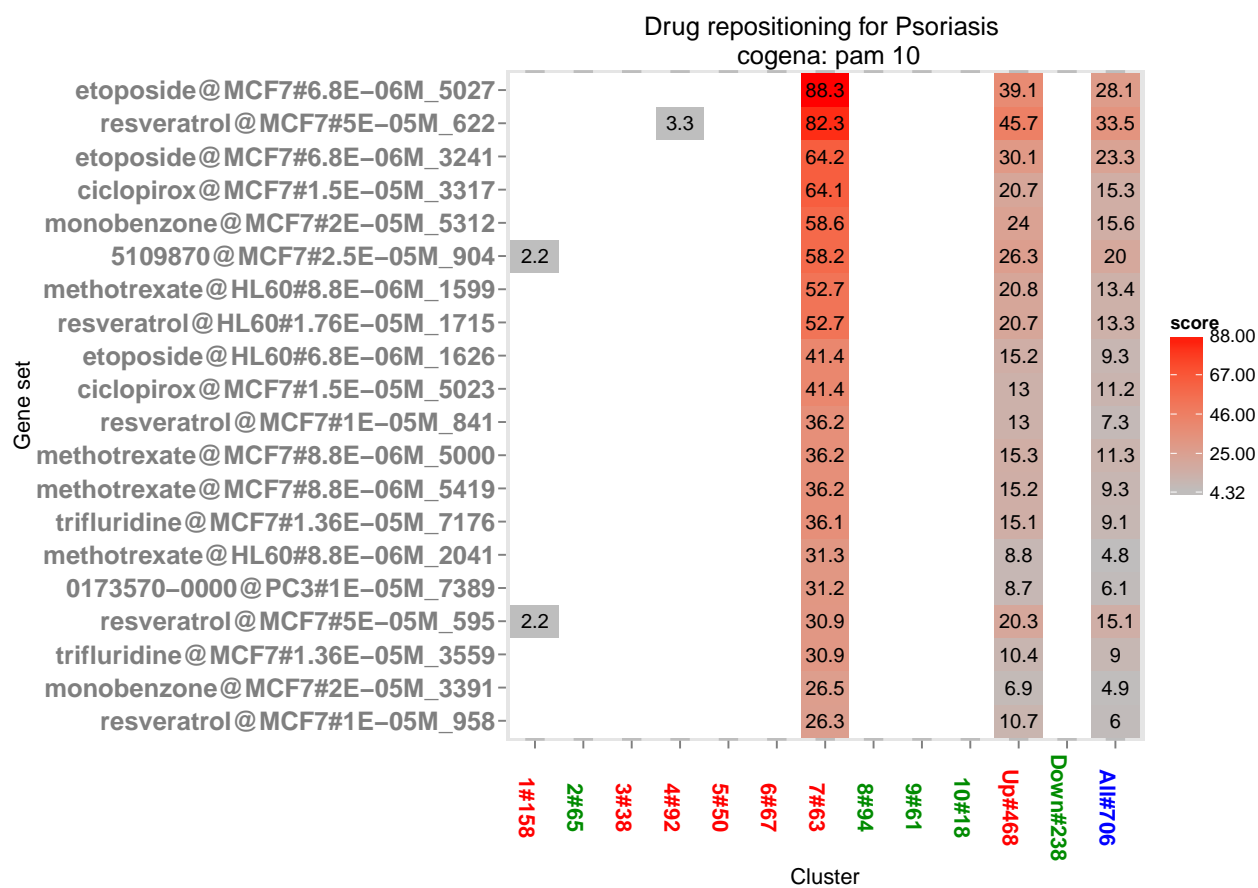 Drug repositioning for Psoriasis
cogena: pam 10
Gene set
etoposide@MCF7#6.8E−06M_5027 88.3 39.1 28.1
resveratrol@MCF7#5E−05M_622 3.3 82.3 45.7 33.5
etoposide@MCF7#6.8E−06M_3241 64.2 30.1 23.3
ciclopirox@MCF7#1.5E−05M_3317 64.1 20.7 15.3
monobenzone@MCF7#2E−05M_5312 58.6 24 15.6
5109870@MCF7#2.5E−05M_904 2.2 58.2 26.3 20
methotrexate@HL60#8.8E−06M_1599 52.7 20.8 13.4
resveratrol@HL60#1.76E−05M_1715 52.7 20.7 13.3
etoposide@HL60#6.8E−06M_1626 41.4 15.2 9.3
ciclopirox@MCF7#1.5E−05M_5023 41.4 13 11.2
resveratrol@MCF7#1E−05M_841 36.2 13 7.3
methotrexate@MCF7#8.8E−06M_5000 36.2 15.3 11.3
methotrexate@MCF7#8.8E−06M_5419 36.2 15.2 9.3
trifluridine@MCF7#1.36E−05M_7176 36.1 15.1 9.1
methotrexate@HL60#8.8E−06M_2041 31.3 8.8 4.8
0173570−0000@PC3#1E−05M_7389 31.2 8.7 6.1
resveratrol@MCF7#5E−05M_595 2.2 30.9 20.3 15.1
trifluridine@MCF7#1.36E−05M_3559 30.9 10.4 9
monobenzone@MCF7#2E−05M_3391 26.5 6.9 4.9
resveratrol@MCF7#1E−05M_958 26.3 10.7 6
1#158 2#65 3#38 4#92 5#50 6#67 7#63 8#94 9#61 10#18 Up#468 Down#238 All#706
Cluster
score
88.00
67.00
46.00
25.00
4.32